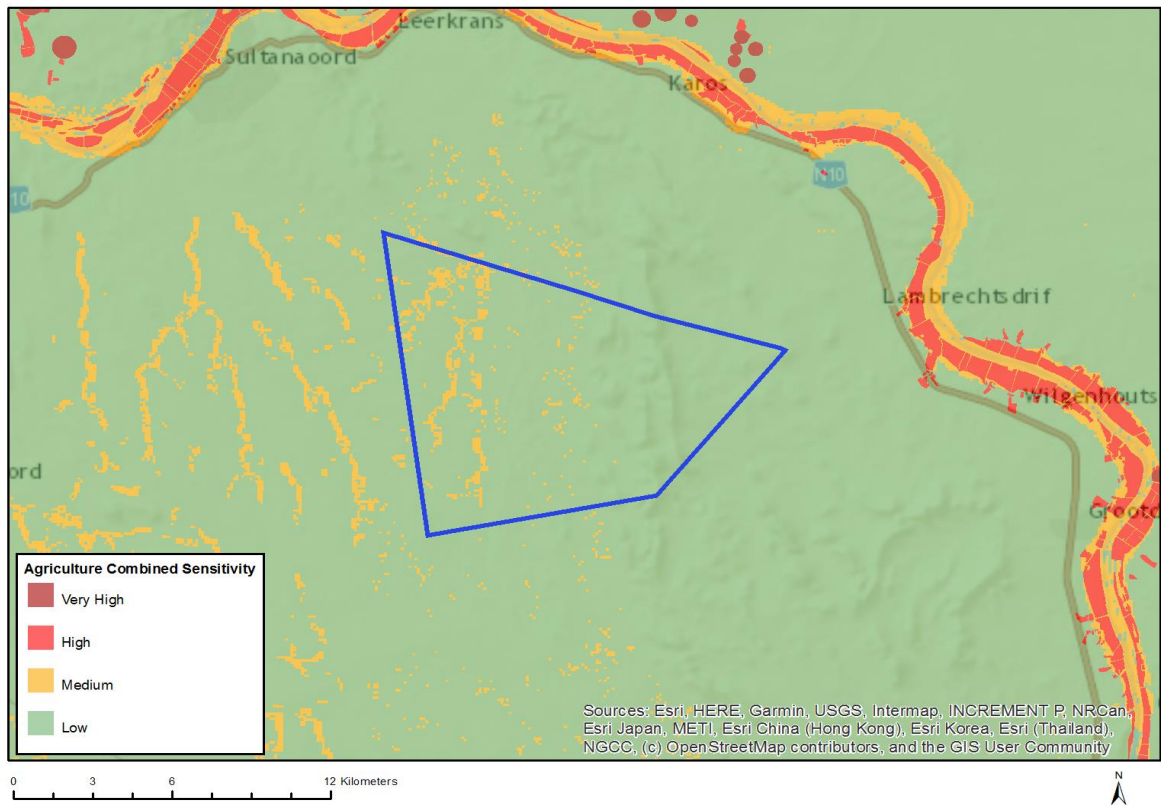 Leerkrans
Sultanaoord
Karos
N10
10
Lambrechtsdrif
Wilgenhouts
ord
Grootd
Agriculture Combined Sensitivity
Very High
High
Medium
Low
Sources: Esri, HERE, Garmin, USGS, Intermap, INCREMENT P, NRCan,
Esri Japan, METI, Esri China (Hong Kong), Esri Korea, Esri (Thailand),
NGCC, (c) OpenStreetMap contributors, and the GIS User Community
0 3 6 12 Kilometers
N